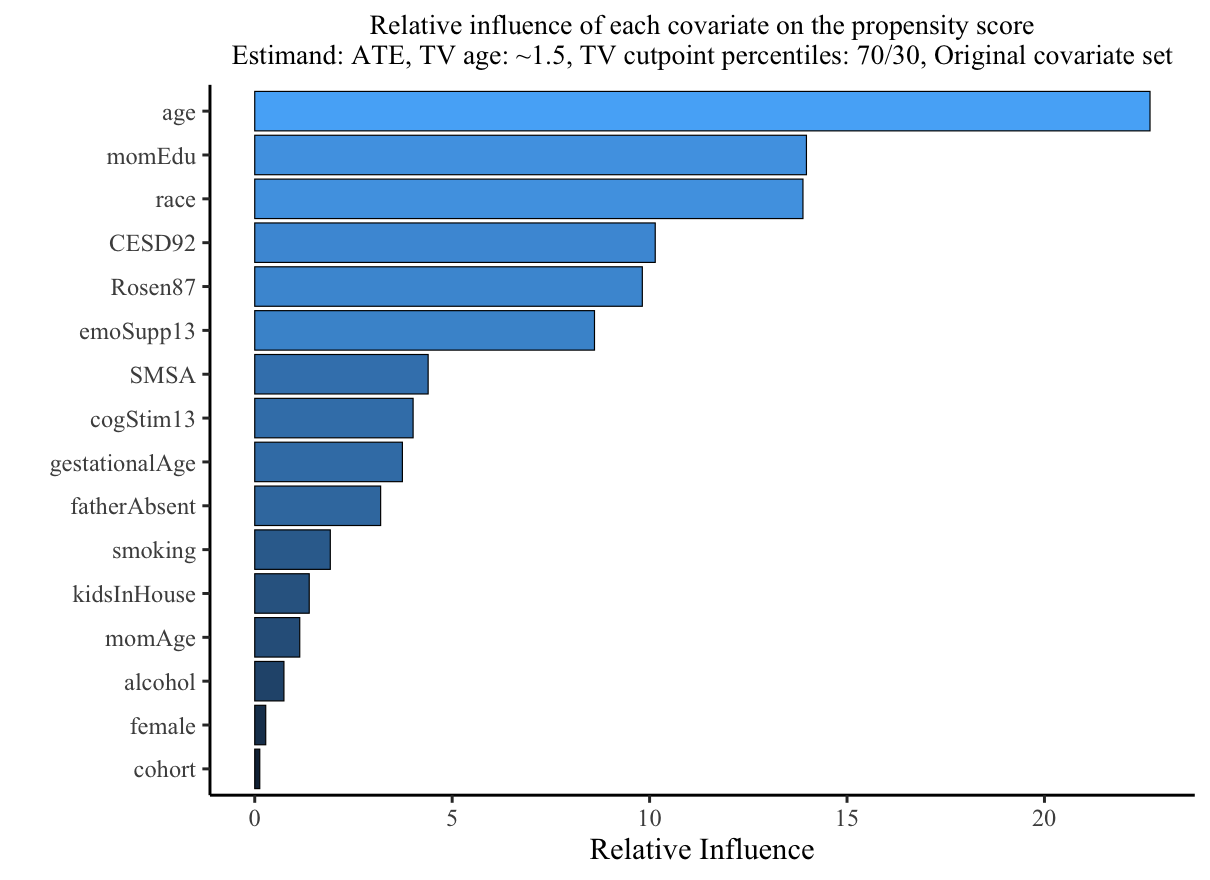 Relative influence of each covariate on the propensity score
Estimand: ATE, TV age: ~1.5, TV cutpoint percentiles: 70/30, Original covariate set
age
momEdu
race
CESD92
Rosen87
emoSupp13
SMSA
cogStim13
gestationalAge
fatherAbsent
smoking
kidsInHouse
momAge
alcohol
female
cohort
0 5 10 15 20
Relative Influence